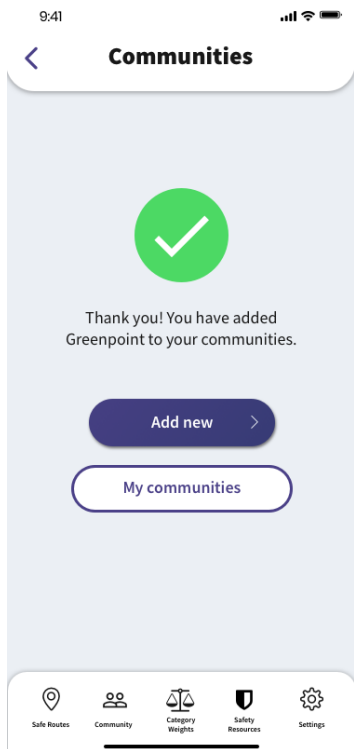 9:41
Communities
Thank you! You have added
Greenpoint to your communities.
Add new
My communities
Safe Routes
Community
Category
Weights
Safety
Resources
Settings